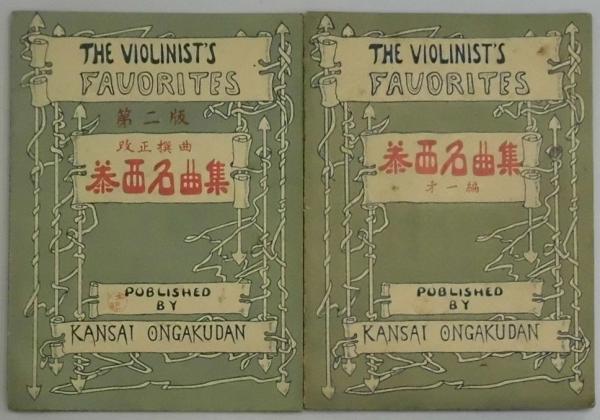 THE VIOLINIST'S
FAVORITES
第二版
改正撰曲
泰西名曲集
PUBLISHED
BY
KANSAI ONGAKUDAN
THE VIOLINIST'S
FAVORITES
泰西名曲集
才一編
PUBLISHED
BY
KANSAI ONGAKUDAN